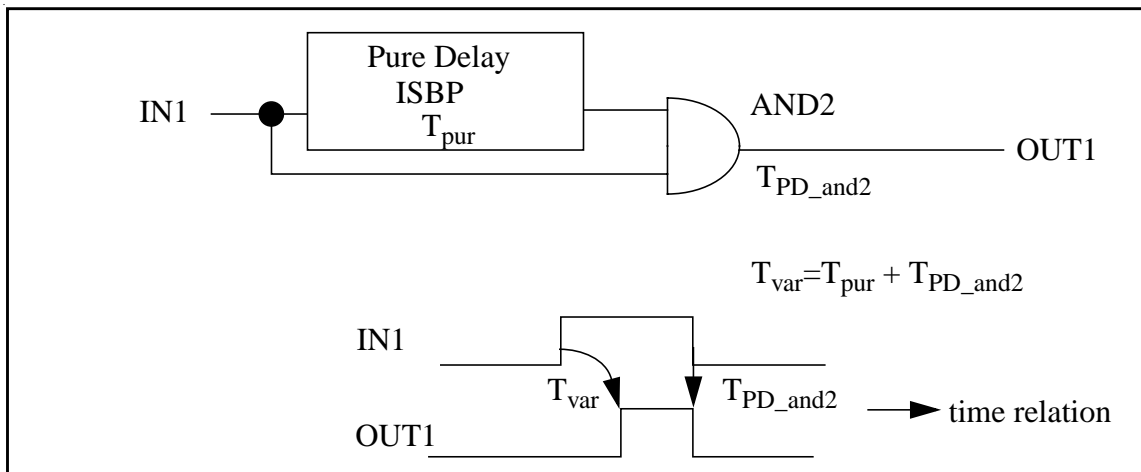 Pure Delay
ISBP
T_pur
IN1
AND2
OUT1
T_PD_and2
T_var=T_pur + T_PD_and2
IN1
T_var
T_PD_and2
time relation
OUT1